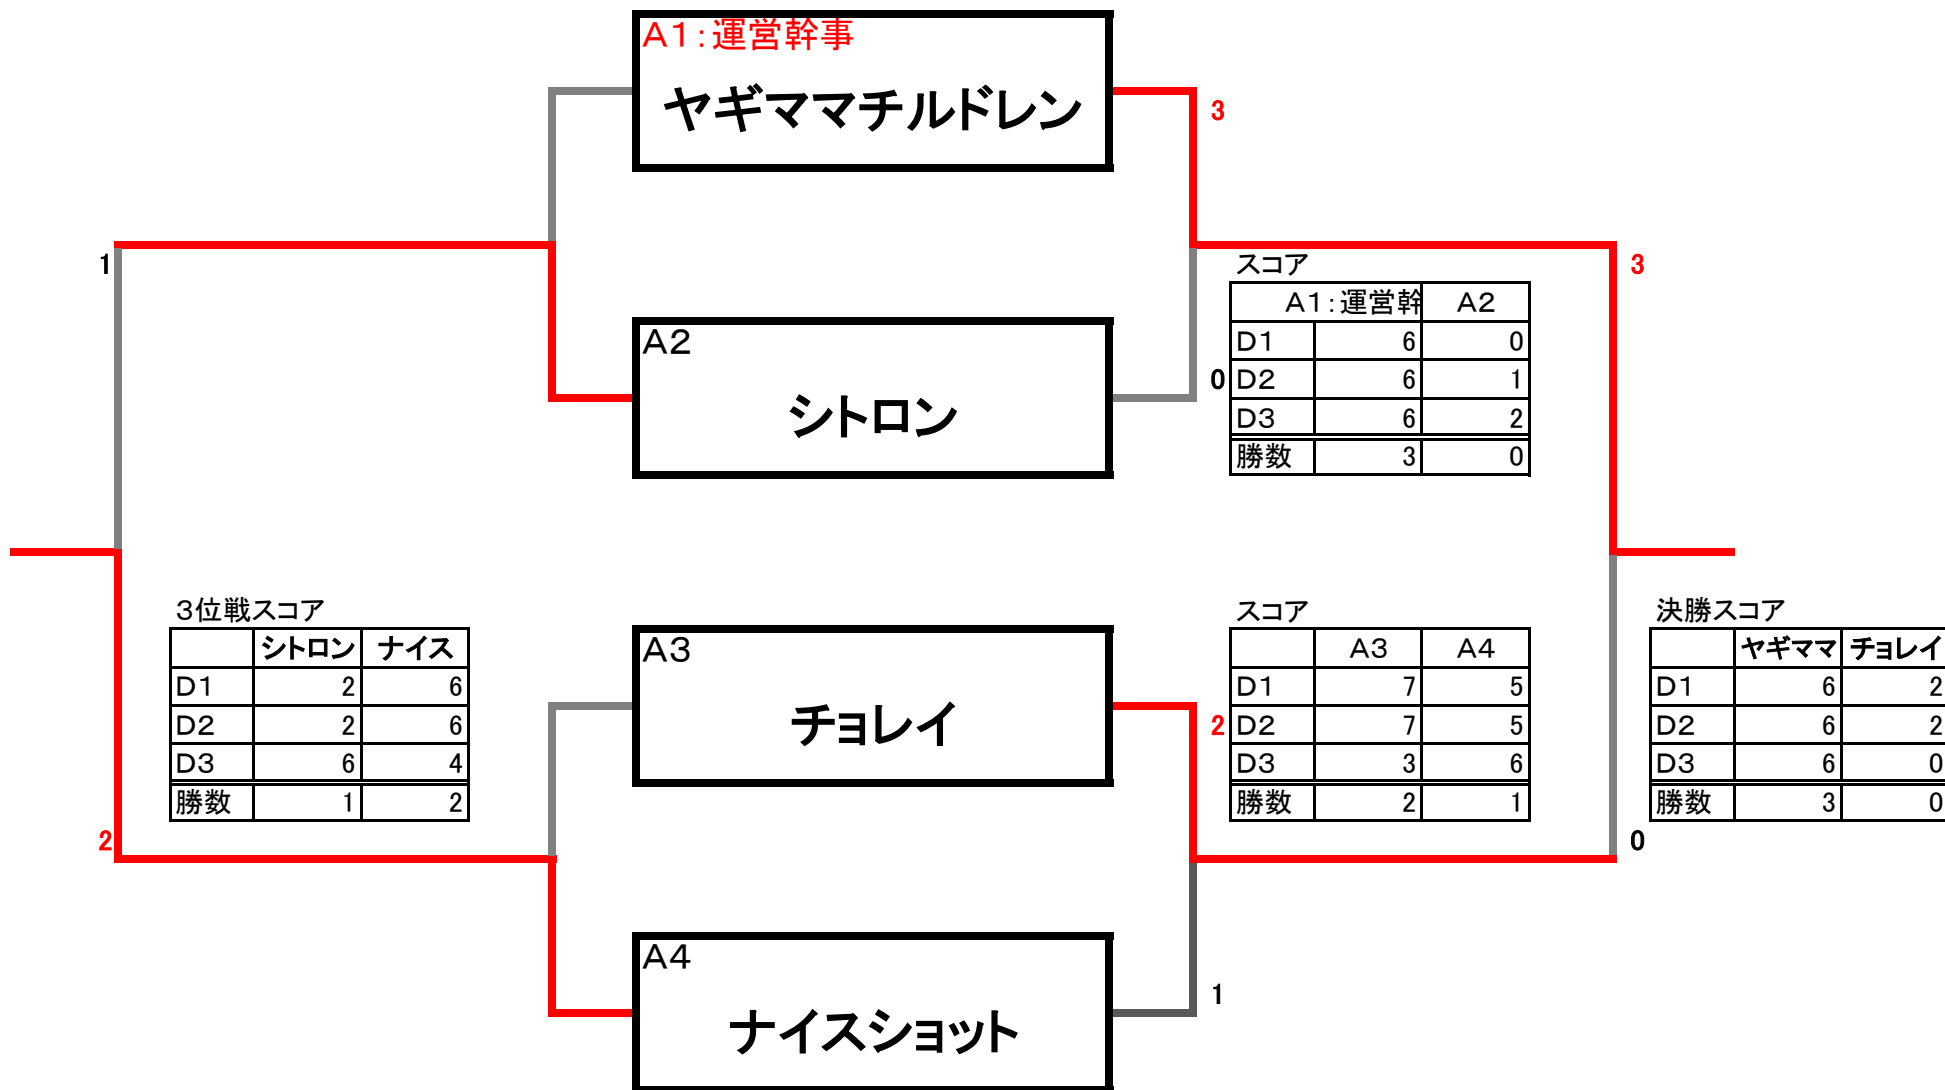 A1:運営幹事
ヤギママチルドレン
3
1
スコア
3
A1:運営幹 A2
D1 6 0
A2
0 D2 6 1
シトロン
D3 6 2
勝数 3 0
3位戦スコア
シトロン ナイス
D1 2 6
D2 2 6
D3 6 4
勝数 1 2
2
A3
チョレイ
スコア
A3 A4
D1 7 5
2 D2 7 5
D3 3 6
勝数 2 1
決勝スコア
ヤギママ チョレイ
D1 6 2
D2 6 2
D3 6 0
勝数 3 0
0
A4
ナイスショット
1